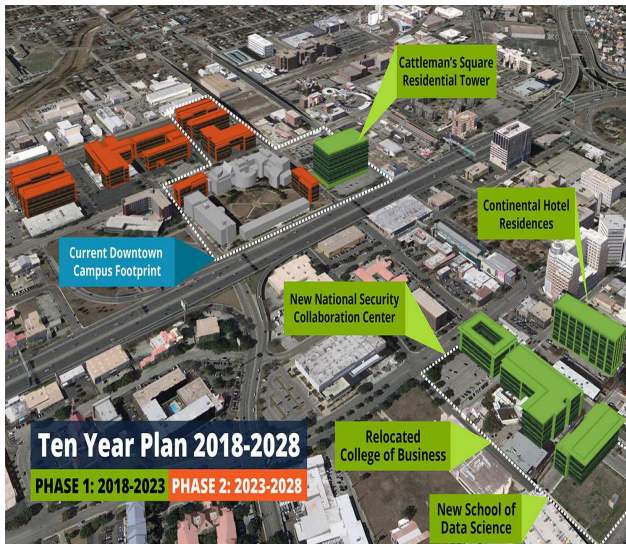 Cattleman's Square
Residential Tower
Continental Hotel
Residences
Current Downtown
Campus Footprint
New National Security
Collaboration Center
Ten Year Plan 2018-2028
PHASE 1: 2018-2023 PHASE 2: 2023-2028
Relocated
College of Business
New School of
Data Science